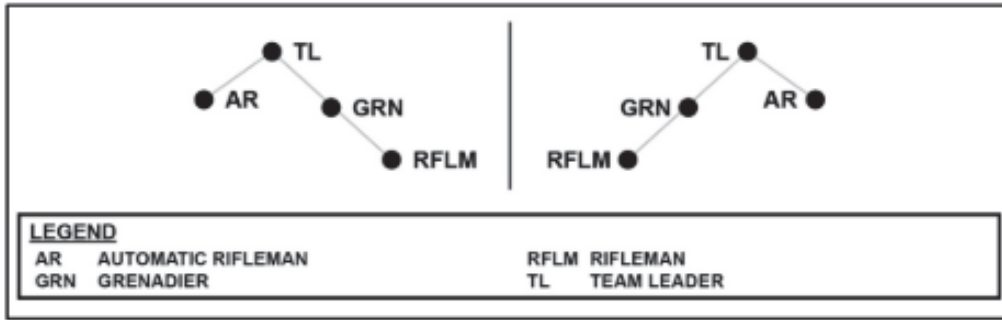 TL
AR
GRN
RFLM
TL
GRN
AR
RFLM
LEGEND
AR AUTOMATIC RIFLEMAN
GRN GRENADIER
RFLM RIFLEMAN
TL TEAM LEADER